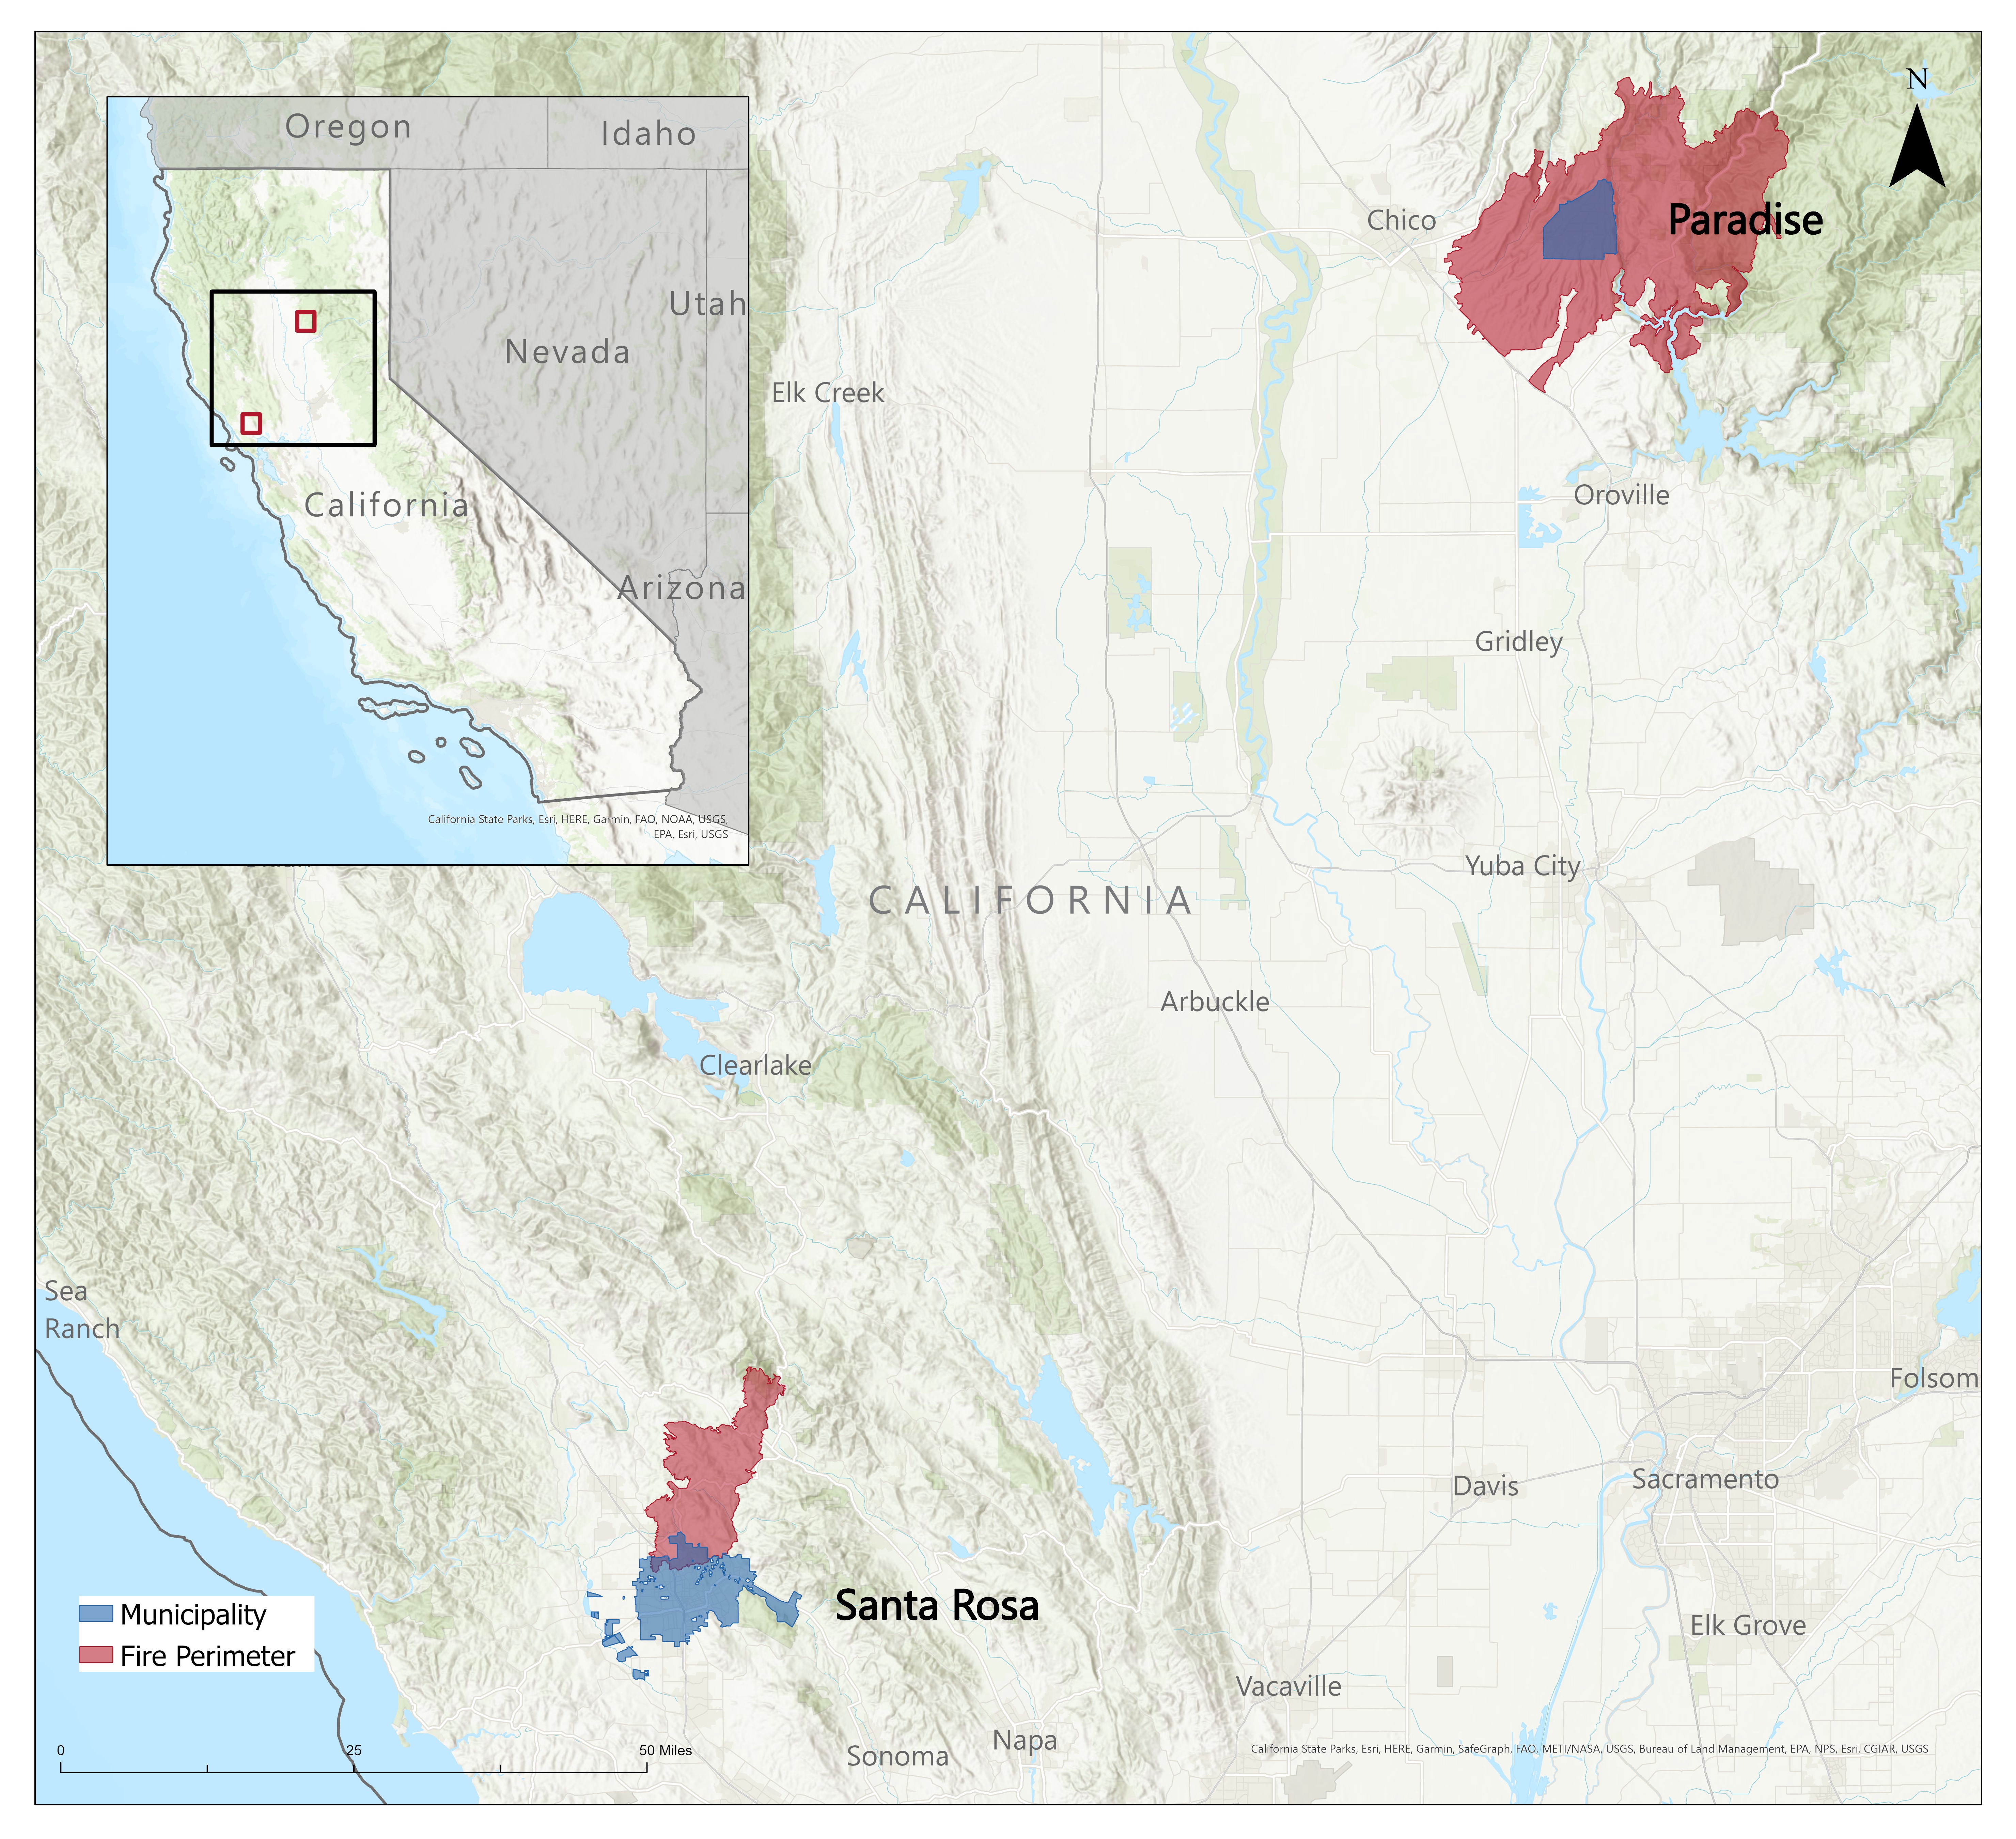 N
Oregon
Idaho
Utah
Nevada
California
Arizona
California State Parks, Esri, HERE, Garmin, FAO, NOAA, USGS,
EPA, Esri, USGS
Chico
Paradise
Elk Creek
Oroville
Gridley
Yuba City
CALIFORNIA
Arbuckle
Clearlake
Sea
Ranch
Folsom
Davis
Sacramento
Santa Rosa
Elk Grove
Municipality
Fire Perimeter
Vacaville
Napa
Sonoma
0
25
50 Miles
California State Parks, Esri, HERE, Garmin, SafeGraph, FAO, METI/NASA, USGS, Bureau of Land Management, EPA, NPS, Esri, CGIAR, USGS